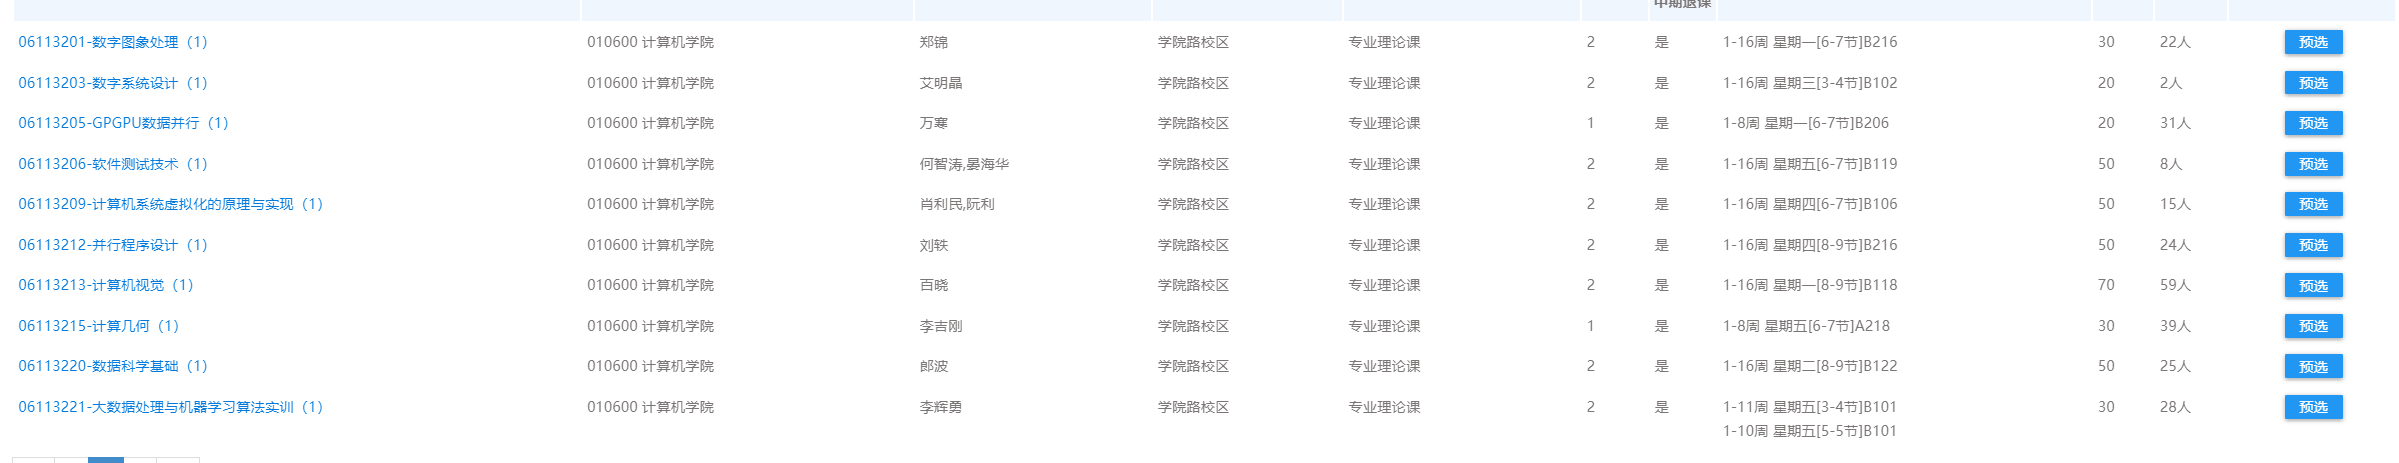 中期退课
06113201-数字图象处理（1） 010600 计算机学院 郑锦 学院路校区 专业理论课 2 是 1-16周 星期一[6-7节]B216 30 22人 预选
06113203-数字系统设计（1） 010600 计算机学院 艾明晶 学院路校区 专业理论课 2 是 1-16周 星期三[3-4节]B102 20 2人 预选
06113205-GPGPU数据并行（1） 010600 计算机学院 万寒 学院路校区 专业理论课 1 是 1-8周 星期一[6-7节]B206 20 31人 预选
06113206-软件测试技术（1） 010600 计算机学院 何智涛,晏海华 学院路校区 专业理论课 2 是 1-16周 星期五[6-7节]B119 50 8人 预选
06113209-计算机系统虚拟化的原理与实现（1） 010600 计算机学院 肖利民,阮利 学院路校区 专业理论课 2 是 1-16周 星期四[6-7节]B106 50 15人 预选
06113212-并行程序设计（1） 010600 计算机学院 刘轶 学院路校区 专业理论课 2 是 1-16周 星期四[8-9节]B216 50 24人 预选
06113213-计算机视觉（1） 010600 计算机学院 百晓 学院路校区 专业理论课 2 是 1-16周 星期一[8-9节]B118 70 59人 预选
06113215-计算几何（1） 010600 计算机学院 李吉刚 学院路校区 专业理论课 1 是 1-8周 星期五[6-7节]A218 30 39人 预选
06113220-数据科学基础（1） 010600 计算机学院 郎波 学院路校区 专业理论课 2 是 1-16周 星期二[8-9节]B122 50 25人 预选
06113221-大数据处理与机器学习算法实训（1） 010600 计算机学院 李辉勇 学院路校区 专业理论课 2 是 1-11周 星期五[3-4节]B101 30 28人 预选
1-10周 星期五[5-5节]B101